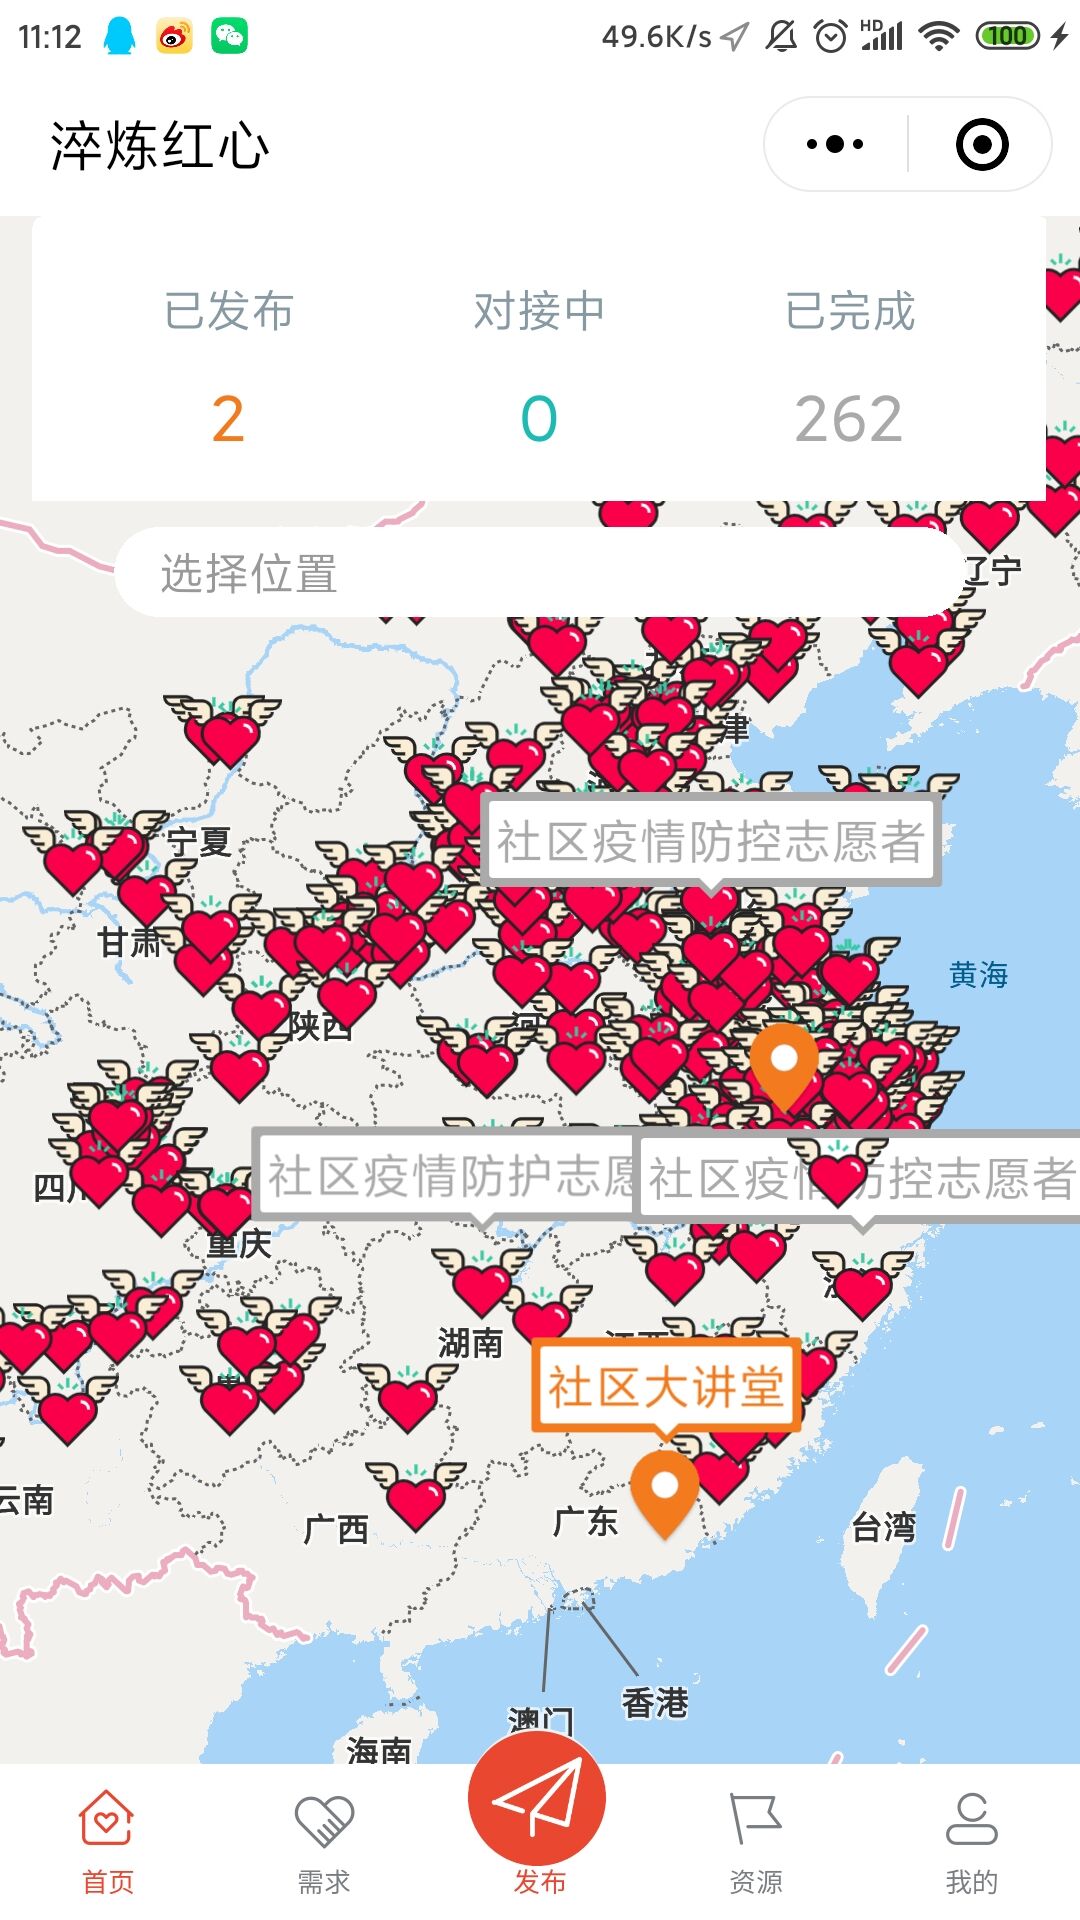 11:12 49.6K/s HD 100
淬炼红心
已发布 对接中 已完成
2 0 262
选择位置
辽宁
津
社区疫情防控志愿者
宁夏
甘肃
黄海
陕西
河
社区疫情防护志愿
社区疫情防控志愿者
四川
重庆
湖南
江西
社区大讲堂
云南
广西
广东
台湾
香港
澳门
海南
首页 需求 发布 资源 我的